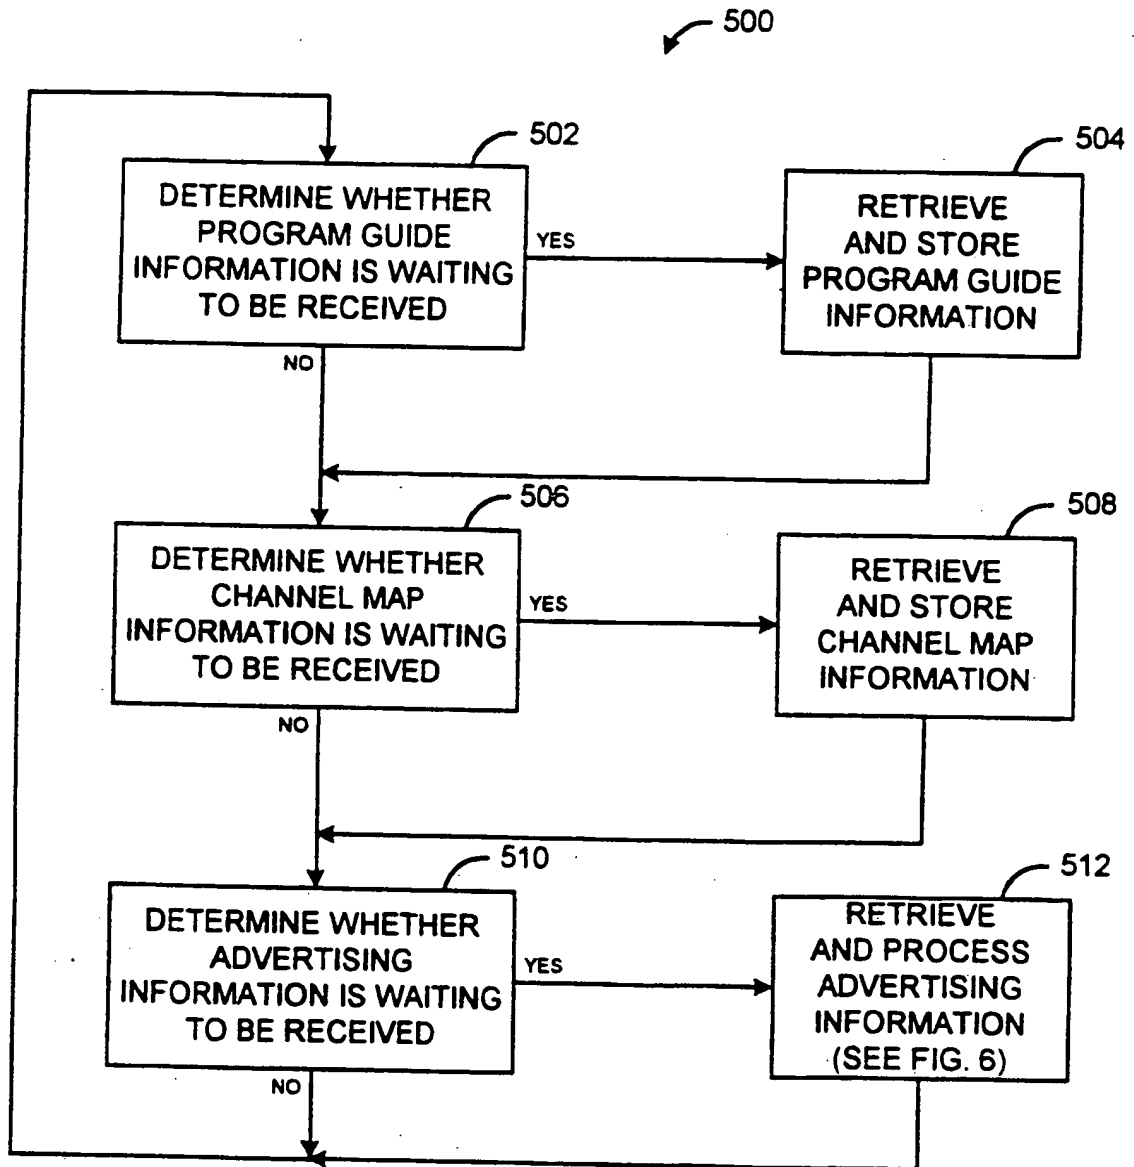 500
502
DETERMINE WHETHER
PROGRAM GUIDE
INFORMATION IS WAITING
TO BE RECEIVED
YES
NO
504
RETRIEVE
AND STORE
PROGRAM GUIDE
INFORMATION
506
DETERMINE WHETHER
CHANNEL MAP
INFORMATION IS WAITING
TO BE RECEIVED
YES
NO
508
RETRIEVE
AND STORE
CHANNEL MAP
INFORMATION
510
DETERMINE WHETHER
ADVERTISING
INFORMATION IS WAITING
TO BE RECEIVED
YES
NO
512
RETRIEVE
AND PROCESS
ADVERTISING
INFORMATION
(SEE FIG. 6)